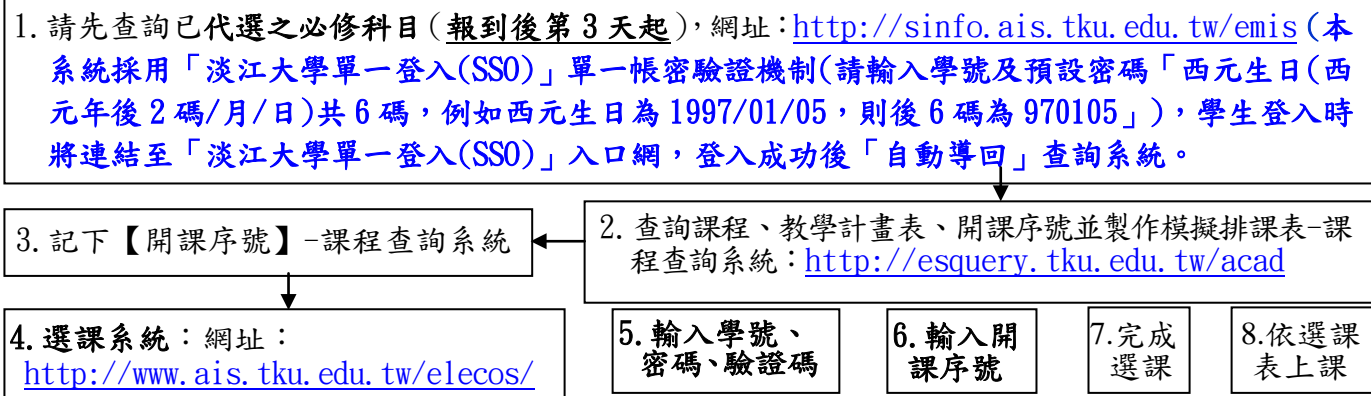 1.請先查詢已代選之必修科目(報到後第3天起),網址:http://sinfo.ais.tku.edu.tw/emis (本
系統採用「淡江大學單一登入(SSO)」單一帳密驗證機制(請輸入學號及預設密碼「西元生日(西
元年後2碼/月/日)共6碼,例如西元生日為1997/01/05,則後6碼為970105」),學生登入時
將連結至「淡江大學單一登入(SSO)」入口網,登入成功後「自動導回」查詢系統。
2.查詢課程、教學計畫表、開課序號並製作模擬排課表-課
程查詢系統:http://esquery.tku.edu.tw/acad
3.記下【開課序號】-課程查詢系統
4.選課系統:網址:
http://www.ais.tku.edu.tw/elecos/
5.輸入學號、
密碼、驗證碼
6.輸入開
課序號
7.完成
選課
8.依選課
表上課